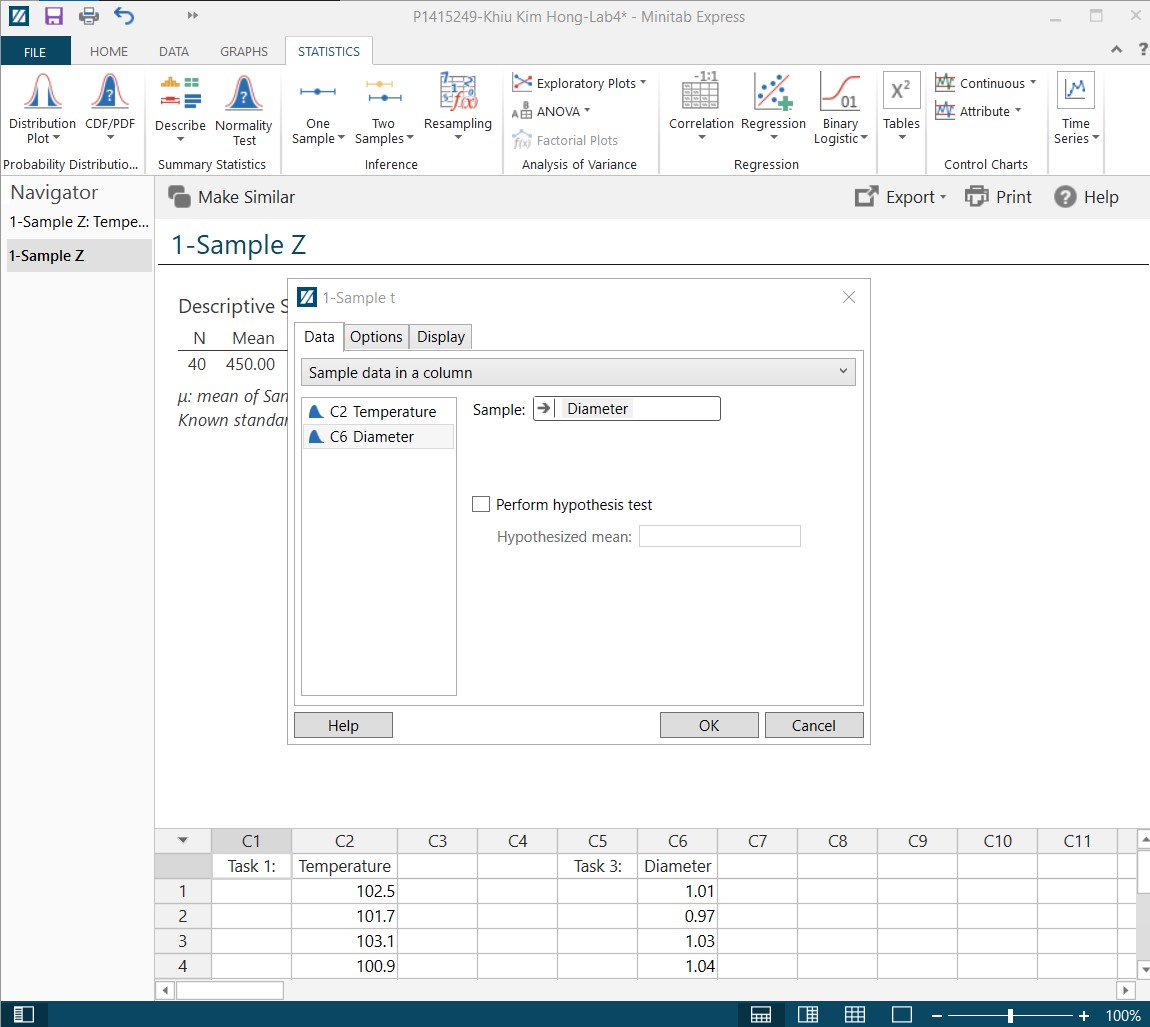 P1415249-Khiu Kim Hong-Lab4* - Minitab Express
FILE HOME DATA GRAPHS STATISTICS
Distribution Plot
CDF/PDF
Describe
Normality Test
One Sample
Two Samples
Resampling
Exploratory Plots
ANOVA
Factorial Plots
Correlation
Regression
Binary Logistic
Tables
Continuous
Attribute
Time Series
Probability Distributio...
Summary Statistics
Inference
Analysis of Variance
Regression
Control Charts
Navigator
1-Sample Z: Tempe...
1-Sample Z
Make Similar
Export
Print
Help
1-Sample Z
Descriptive S
N Mean
40 450.00
μ: mean of San
Known standar
1-Sample t
Data Options Display
Sample data in a column
C2 Temperature
C6 Diameter
Sample: Diameter
Perform hypothesis test
Hypothesized mean:
Help OK Cancel
C1 C2 C3 C4 C5 C6 C7 C8 C9 C10 C11
Task 1: Temperature Task 3: Diameter
1 102.5 1.01
2 101.7 0.97
3 103.1 1.03
4 100.9 1.04
100%